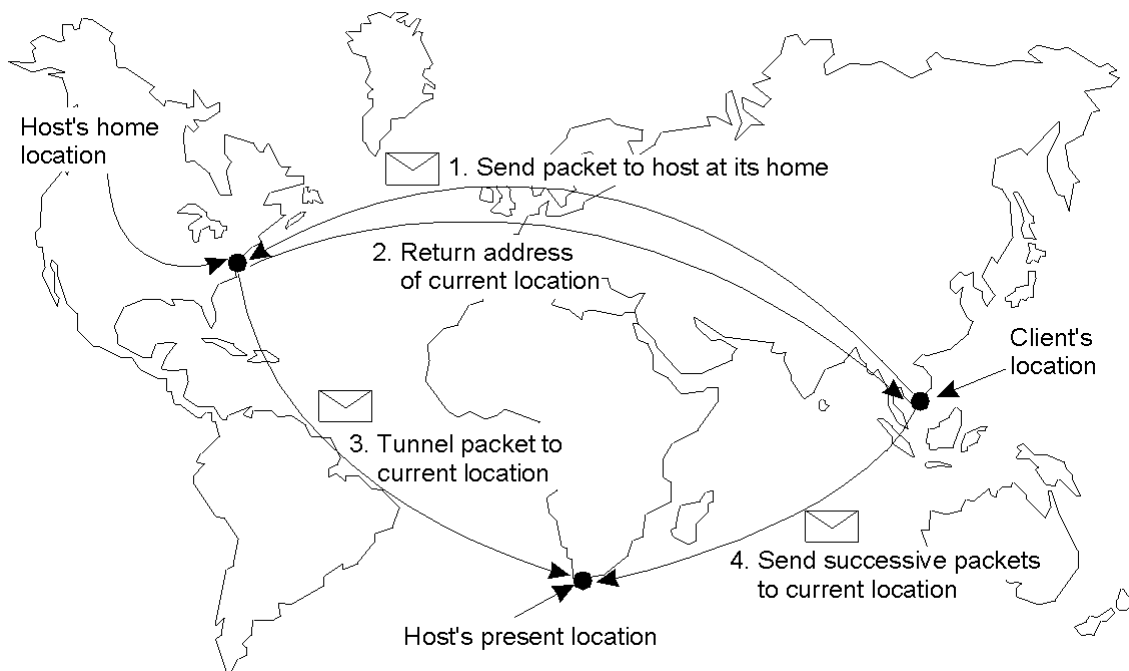 Host's home
location
1. Send packet to host at its home
2. Return address
of current location
Client's
location
3. Tunnel packet to
current location
4. Send successive packets
to current location
Host's present location